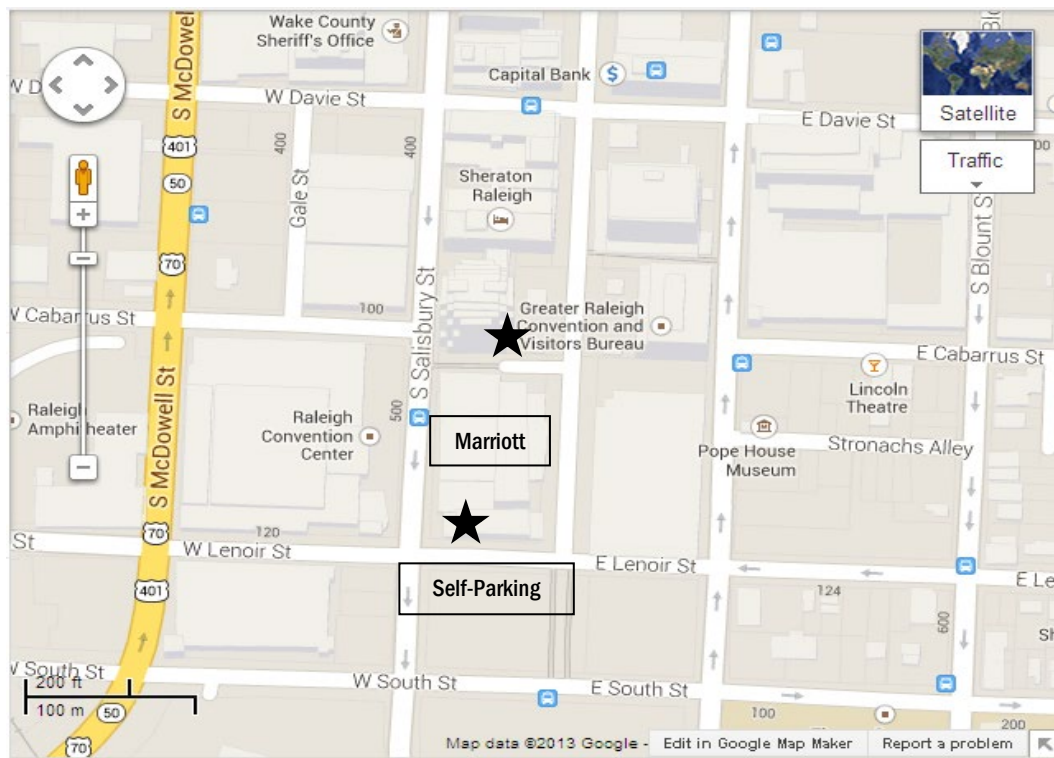 Wake County
Sheriff's Office
S McDowell
Capital Bank
$
W D
W Davie St
E Davie St
Satellite
Traffic
401
50
400
400
Gale St
Sheraton
Raleigh
S Blount St
70
100
S Salisbury St
Greater Raleigh
Convention and
Visitors Bureau
W Cabarrus St
E Cabarrus St
Lincoln
Theatre
Raleigh
S McDowell St
Raleigh
Convention
Center
500
Marriott
Pope House
Museum
Stronachs Alley
70
120
St
W Lenoir St
E Lenoir St
E Le
401
Self-Parking
124
600
Sh
W South St
W South St
E South St
200 ft
100 m
50
70
100
200
Map data ©2013 Google -
Edit in Google Map Maker
Report a problem